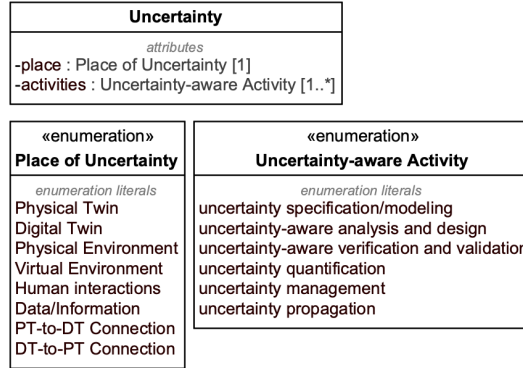 Uncertainty
attributes
-place : Place of Uncertainty [1]
-activities : Uncertainty-aware Activity [1..*]
«enumeration»
Place of Uncertainty
enumeration literals
Physical Twin
Digital Twin
Physical Environment
Virtual Environment
Human interactions
Data/Information
PT-to-DT Connection
DT-to-PT Connection
«enumeration»
Uncertainty-aware Activity
enumeration literals
uncertainty specification/modeling
uncertainty-aware analysis and design
uncertainty-aware verification and validation
uncertainty quantification
uncertainty management
uncertainty propagation